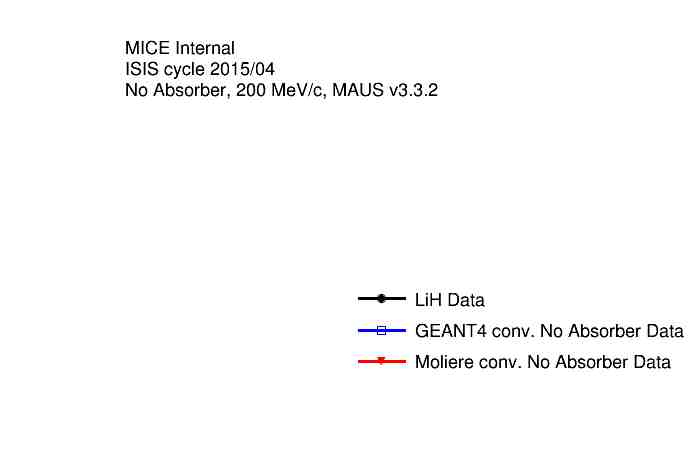 MICE Internal
ISIS cycle 2015/04
No Absorber, 200 MeV/c, MAUS v3.3.2
LiH Data
GEANT4 conv. No Absorber Data
Moliere conv. No Absorber Data